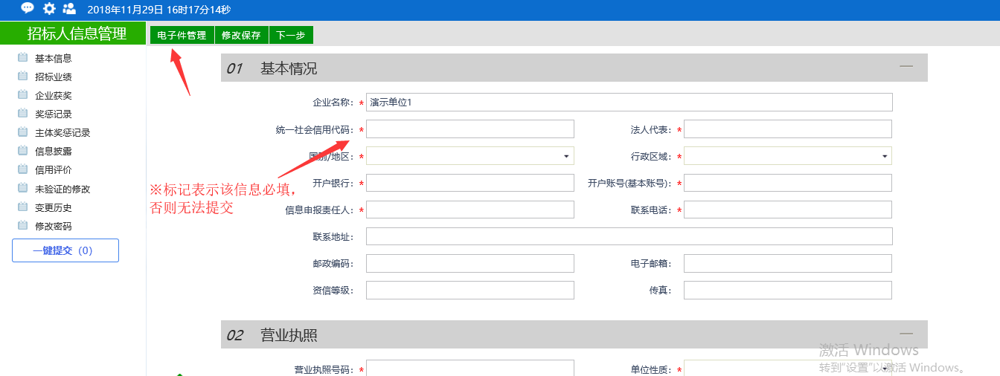 2018年11月29日 16时17分14秒
招标人信息管理
电子件管理 修改保存 下一步
基本信息
招标业绩
企业获奖
奖惩记录
主体奖惩记录
信息披露
信用评价
未验证的修改
变更历史
修改密码
一键提交（0）
01 基本情况
企业名称：* 演示单位1
统一社会信用代码：* 法人代表：*
国别/地区：* 行政区域：*
开户银行：* 开户账号(基本账号)：*
※标记表示该信息必填，
否则无法提交
信息申报责任人：* 联系电话：*
联系地址：
邮政编码： 电子邮箱：
资信等级： 传真：
02 营业执照
营业执照号码：* 单位性质：*
激活 Windows
转到"设置"以激活 Windows。